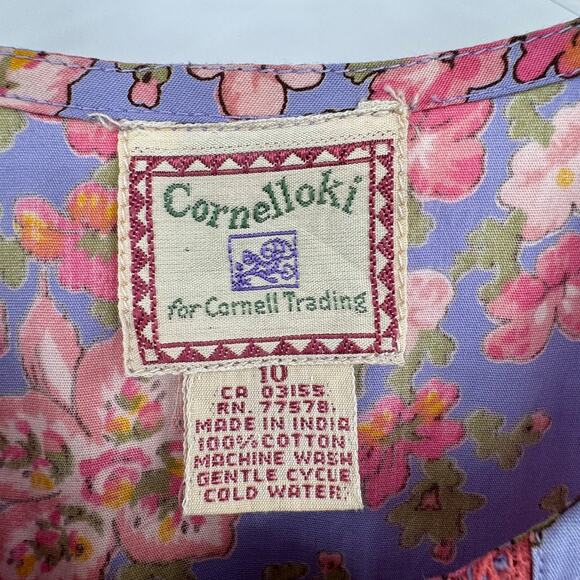 Cornelloki
for Cornell Trading
10
CA 03155
RN. 77578
MADE IN INDIA
100% COTTON
MACHINE WASH
GENTLE CYCLE
COLD WATER